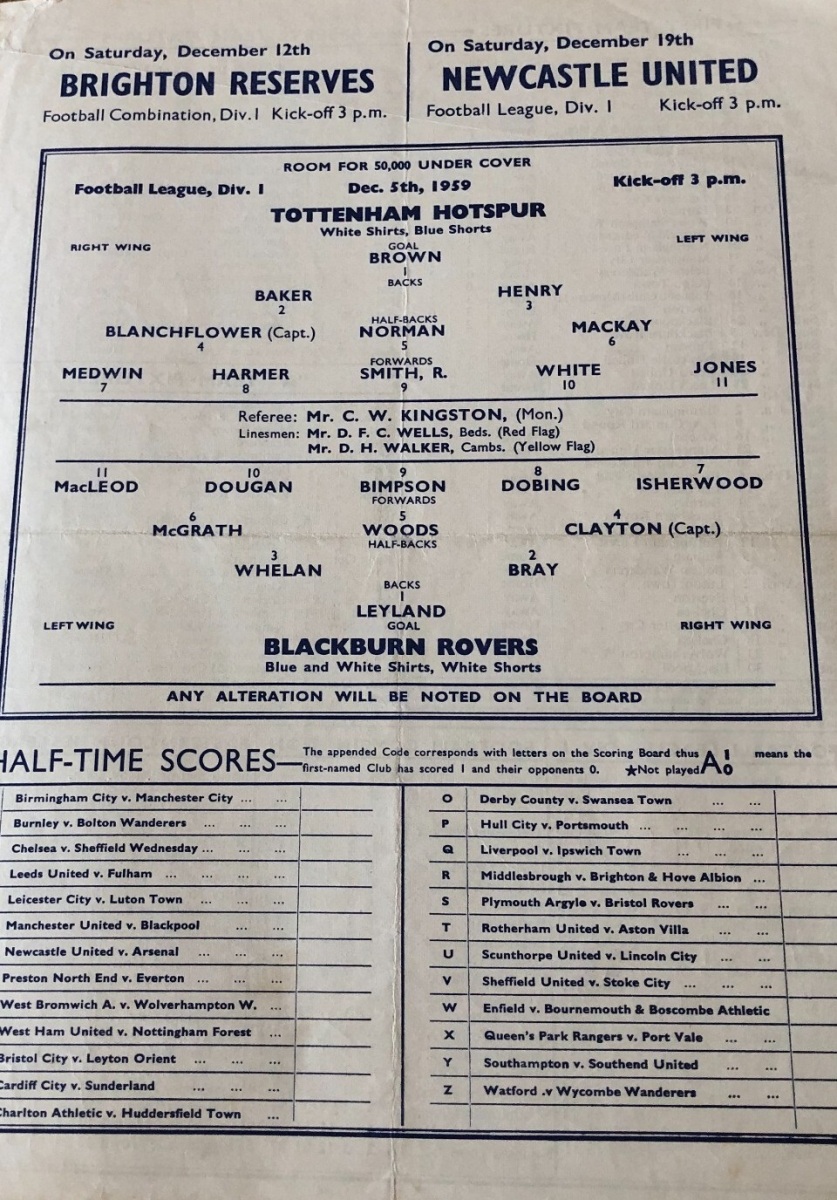 On Saturday, December 12th
BRIGHTON RESERVES
Football Combination, Div. 1 Kick-off 3 p.m.
On Saturday, December 19th
NEWCASTLE UNITED
Football League, Div. 1 Kick-off 3 p.m.
ROOM FOR 50,000 UNDER COVER
Football League, Div. 1 Dec. 5th, 1959 Kick-off 3 p.m.
TOTTENHAM HOTSPUR
White Shirts, Blue Shorts
RIGHT WING GOAL LEFT WING
BROWN
1
BACKS
BAKER HENRY
2 3
HALF-BACKS
BLANCHFLOWER (Capt.) NORMAN MACKAY
4 5 6
FORWARDS
MEDWIN HARMER SMITH, R. WHITE JONES
7 8 9 10 11
Referee: Mr. C. W. KINGSTON, (Mon.)
Linesmen: Mr. D. F. C. WELLS, Beds. (Red Flag)
Mr. D. H. WALKER, Cambs. (Yellow Flag)
11 10 9 8 7
MacLEOD DOUGAN BIMPSON DOBING ISHERWOOD
FORWARDS
6 5 4
McGRATH WOODS CLAYTON (Capt.)
HALF-BACKS
3 2
WHELAN BRAY
BACKS
1
LEYLAND
LEFT WING GOAL RIGHT WING
BLACKBURN ROVERS
Blue and White Shirts, White Shorts
ANY ALTERATION WILL BE NOTED ON THE BOARD
HALF-TIME SCORES—
The appended Code corresponds with letters on the Scoring Board thus A 1 0 means the
first-named Club has scored 1 and their opponents 0. ★Not played
Birmingham City v. Manchester City ... ...
Burnley v. Bolton Wanderers ... ... ...
Chelsea v. Sheffield Wednesday ... ... ...
Leeds United v. Fulham ... ... ... ...
Leicester City v. Luton Town ... ... ...
Manchester United v. Blackpool ... ...
Newcastle United v. Arsenal ... ... ...
Preston North End v. Everton ... ... ...
West Bromwich A. v. Wolverhampton W. ...
West Ham United v. Nottingham Forest ...
Bristol City v. Leyton Orient ... ... ...
Cardiff City v. Sunderland ... ... ...
Charlton Athletic v. Huddersfield Town ...
O Derby County v. Swansea Town ... ...
P Hull City v. Portsmouth ... ... ... ...
Q Liverpool v. Ipswich Town ... ... ...
R Middlesbrough v. Brighton & Hove Albion ...
S Plymouth Argyle v. Bristol Rovers ... ...
T Rotherham United v. Aston Villa ... ...
U Scunthorpe United v. Lincoln City ... ...
V Sheffield United v. Stoke City ... ... ...
W Enfield v. Bournemouth & Boscombe Athletic
X Queen's Park Rangers v. Port Vale ... ...
Y Southampton v. Southend United ... ...
Z Watford .v Wycombe Wanderers ... ...